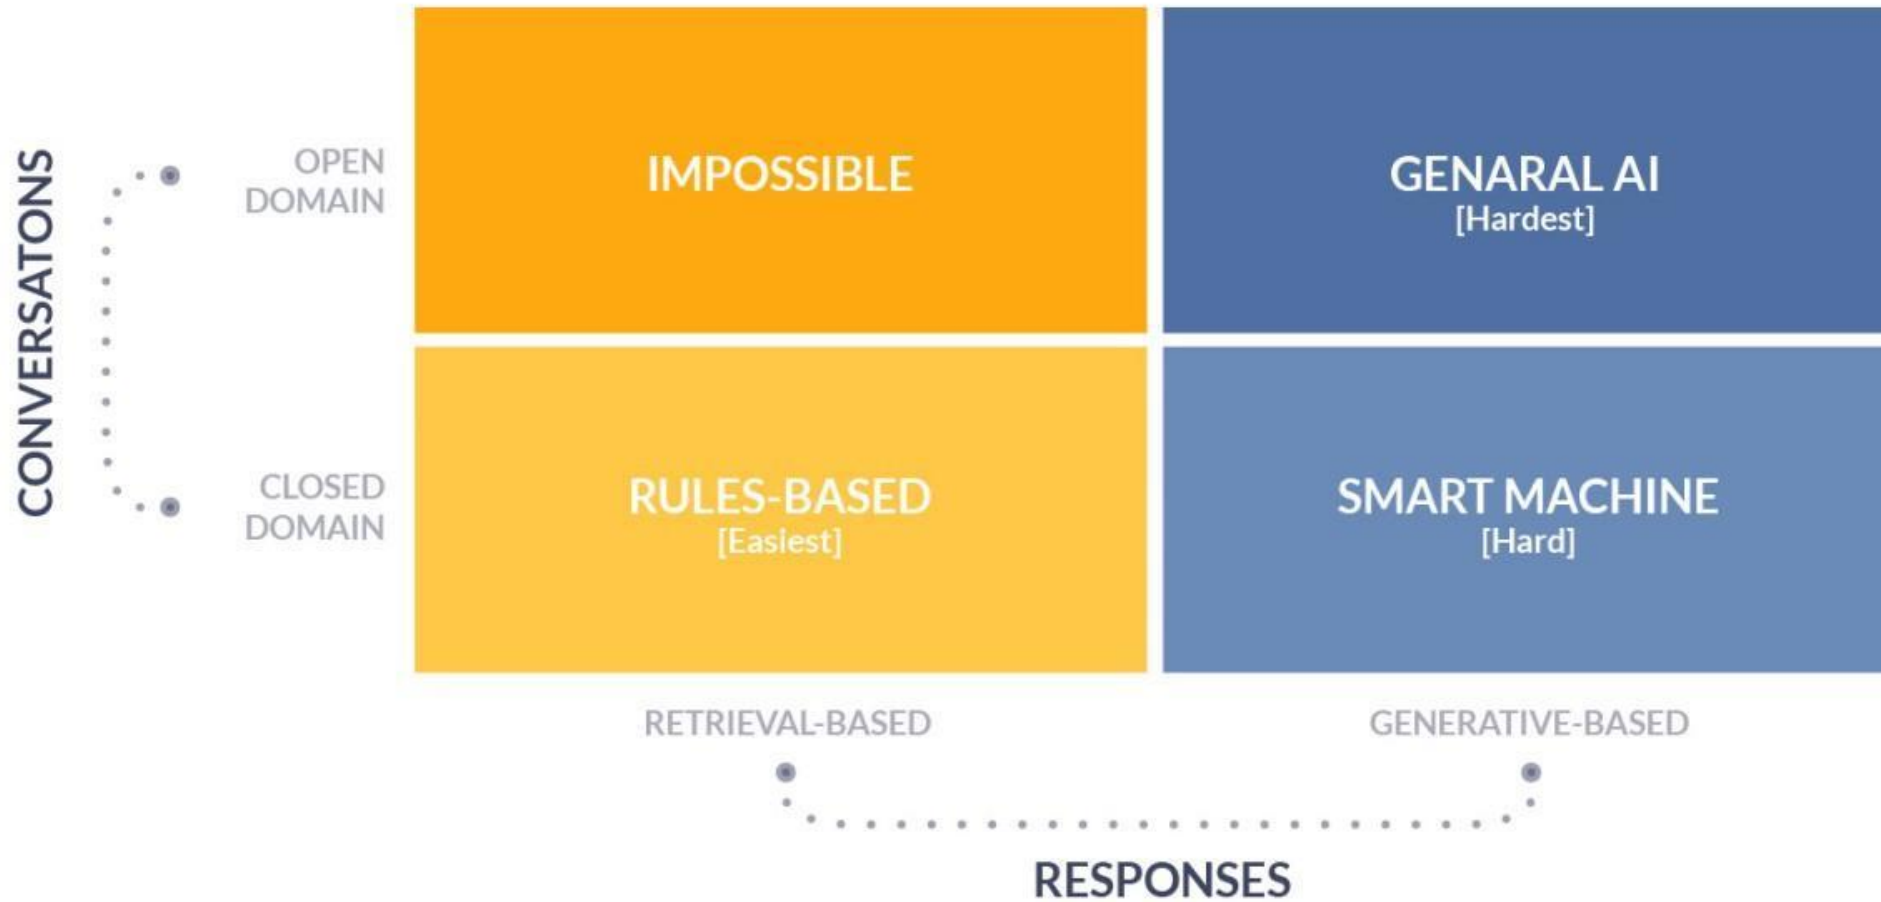 CONVERSATONS
OPEN
DOMAIN
IMPOSSIBLE
GENARAL AI
[Hardest]
CLOSED
DOMAIN
RULES-BASED
[Easiest]
SMART MACHINE
[Hard]
RETRIEVAL-BASED
GENERATIVE-BASED
RESPONSES